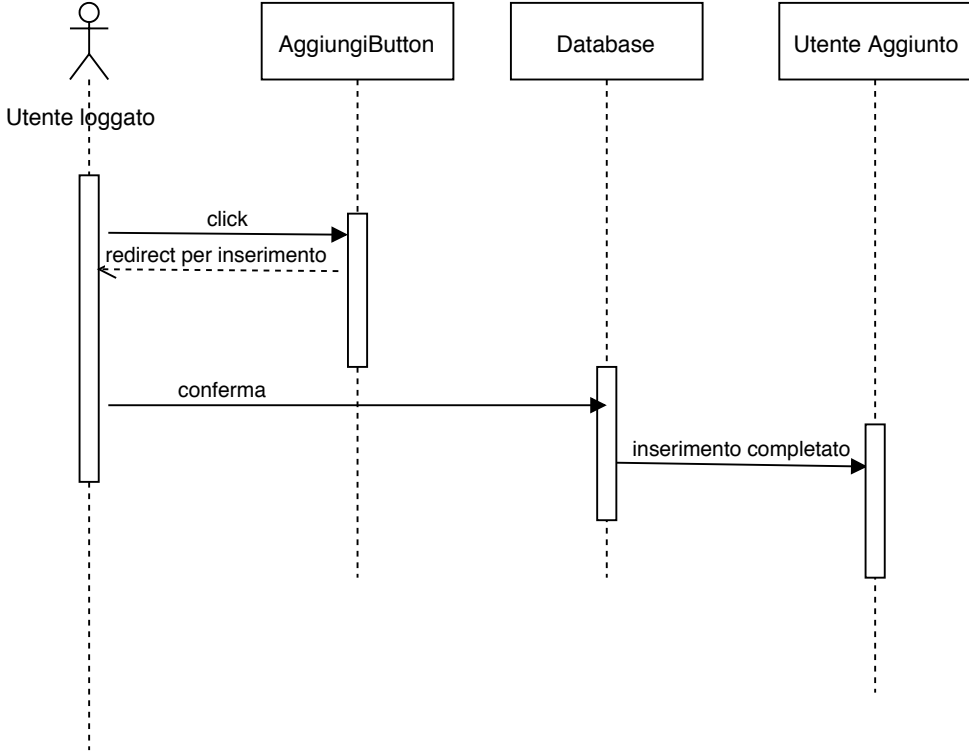 AggiungiButton
Database
Utente Aggiunto
Utente loggato
click
redirect per inserimento
conferma
inserimento completato